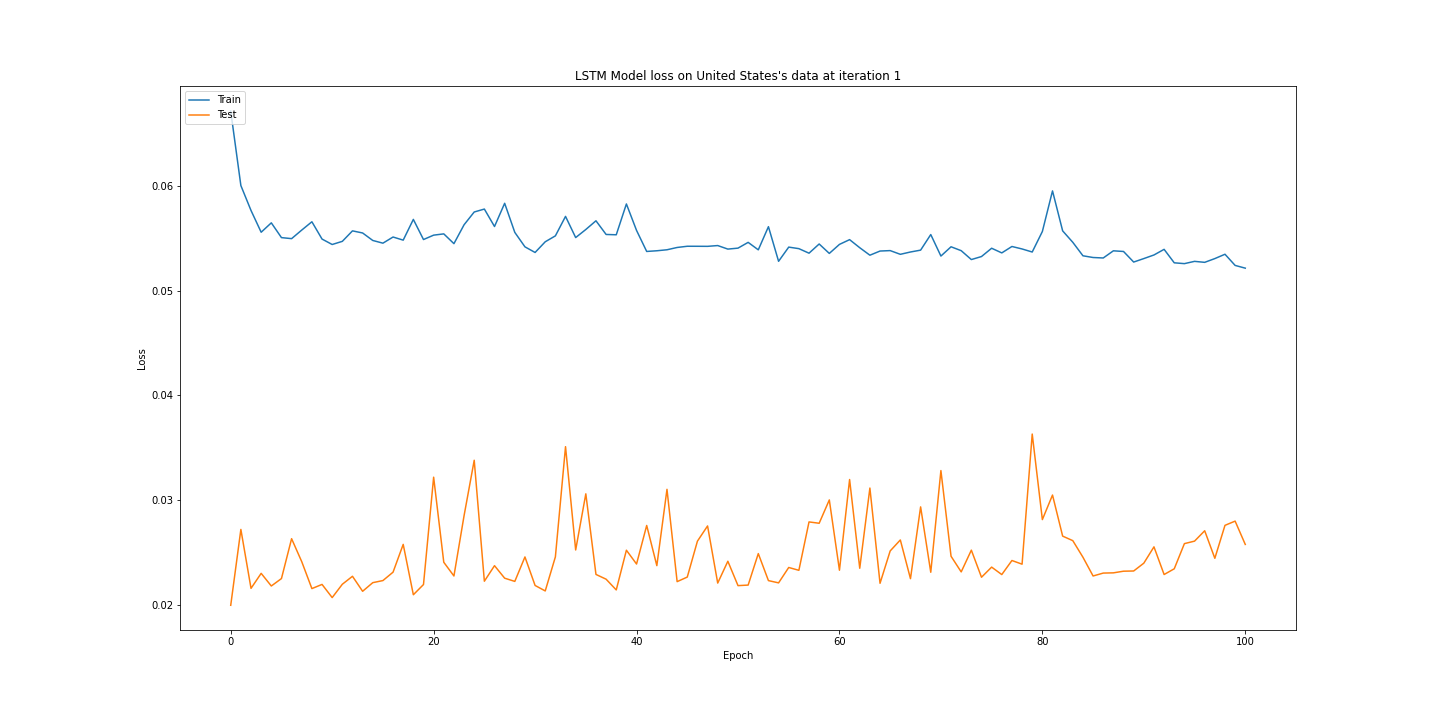 LSTM Model loss on United States's data at iteration 1
Train
Test
0.06
0.05
0.04
0.03
0.02
Loss
0 20 40 60 80 100
Epoch